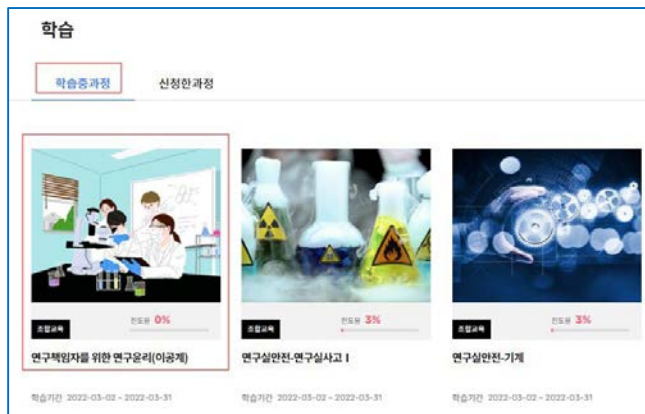 학습
학습중과정 신청한과정
조합교육 진도율 0%
조합교육 진도율 3%
조합교육 진도율 3%
연구책임자를 위한 연구윤리(이공계)
연구실안전-연구실사고 I
연구실안전-기계
학습기간 2022-03-02 ~ 2022-03-31
학습기간 2022-03-02 ~ 2022-03-31
학습기간 2022-03-02 ~ 2022-03-31